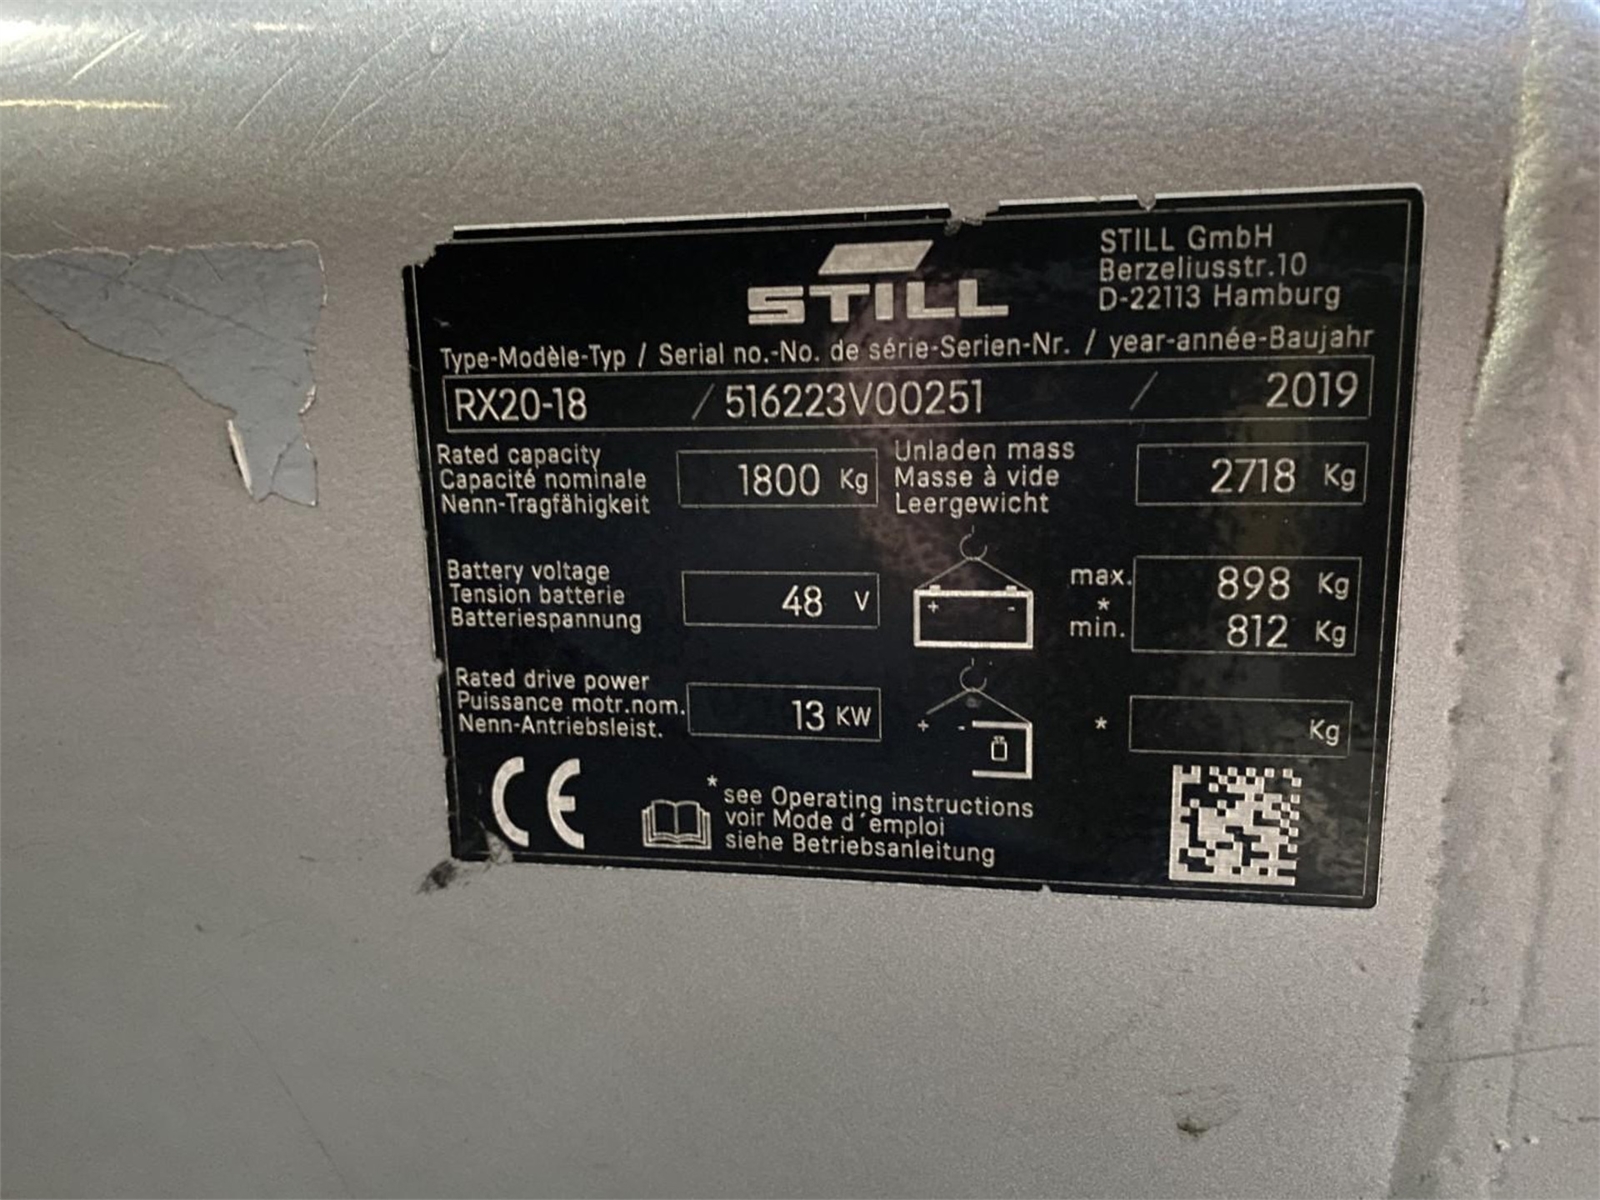 STILL
STILL GmbH
Berzeliusstr.10
D-22113 Hamburg
Type-Modèle-Typ / Serial no.-No. de série-Serien-Nr. / year-année-Baujahr
RX20-18 / 516223V00251 / 2019
Rated capacity
Capacité nominale
Nenn-Tragfähigkeit
1800 Kg
Unladen mass
Masse à vide
Leergewicht
2718 Kg
Battery voltage
Tension batterie
Batteriespannung
48 V
+ -
max. 898 Kg
*
min. 812 Kg
Rated drive power
Puissance motr.nom.
Nenn-Antriebsleist.
13 KW
+ -
* Kg
CE
* see Operating instructions
voir Mode d´emploi
siehe Betriebsanleitung